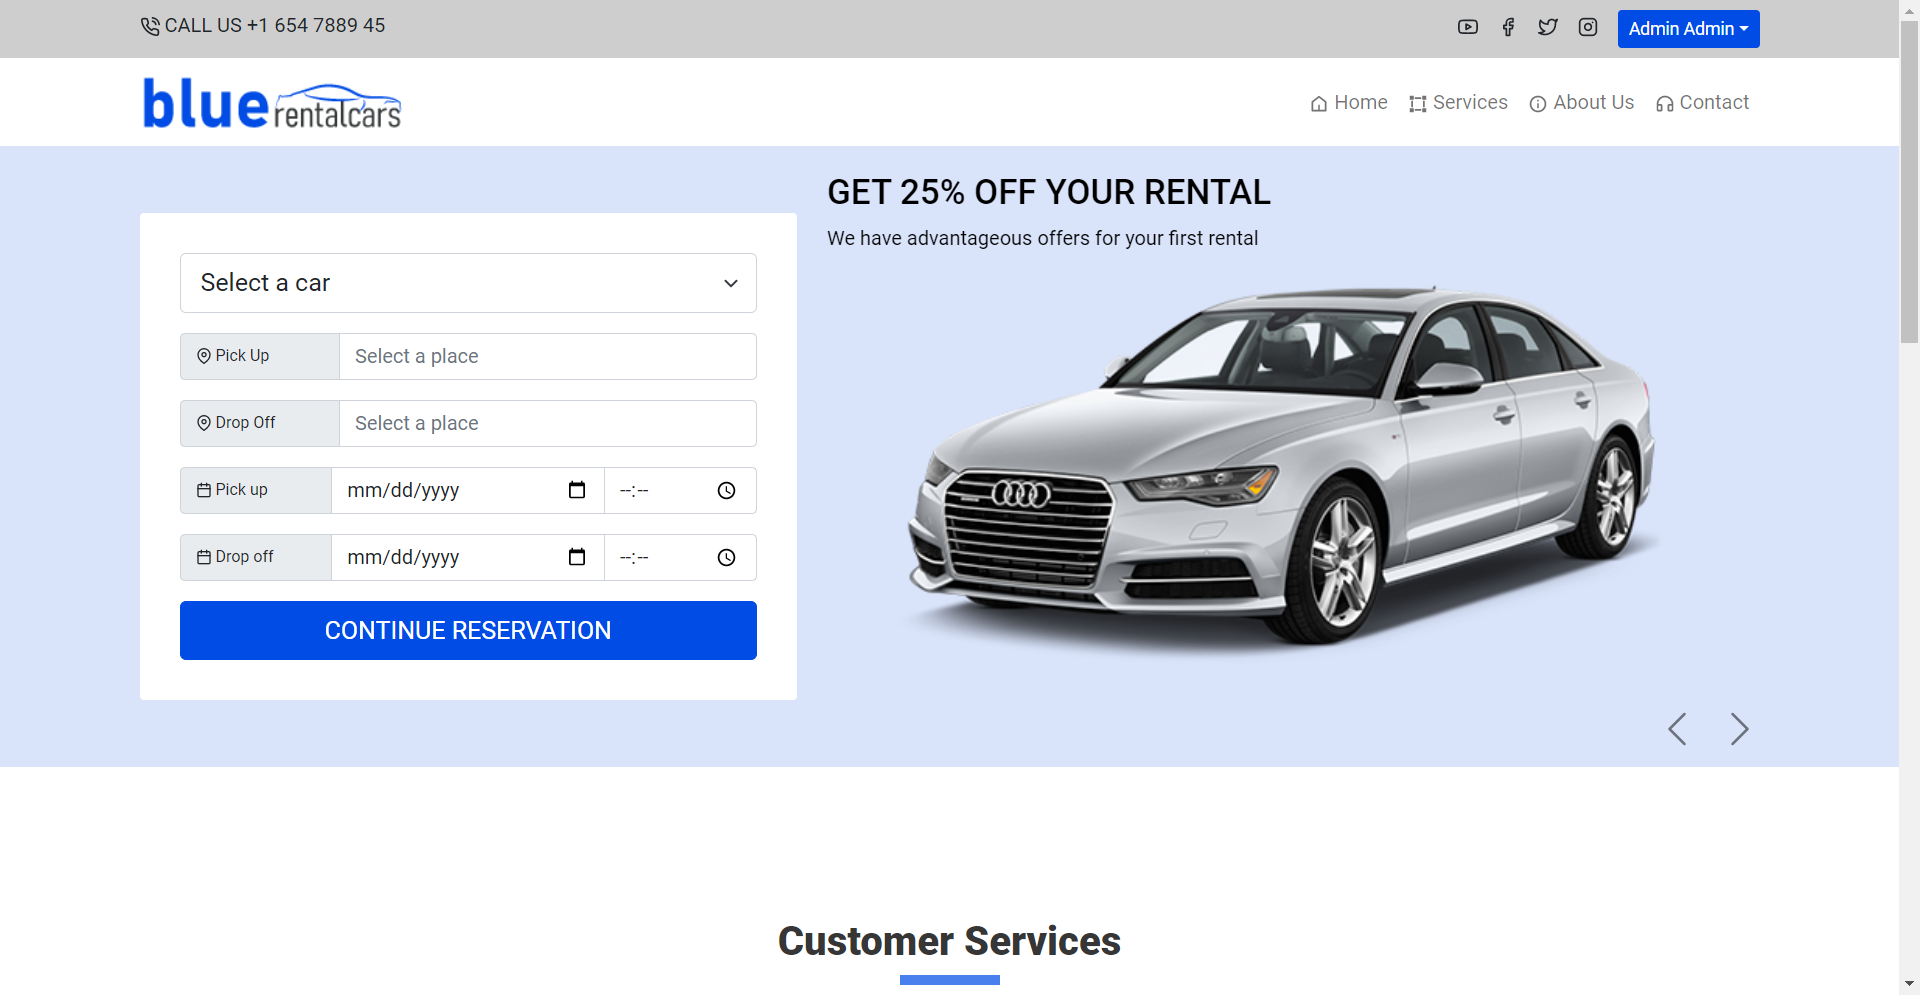 CALL US +1 654 7889 45
Admin Admin
blue rentalcars
Home Services About Us Contact
GET 25% OFF YOUR RENTAL
We have advantageous offers for your first rental
Select a car
Pick Up Select a place
Drop Off Select a place
Pick up mm/dd/yyyy --:--
Drop off mm/dd/yyyy --:--
CONTINUE RESERVATION
Customer Services